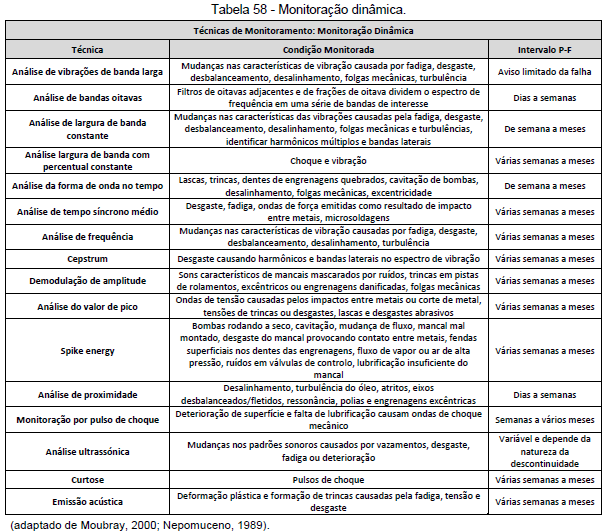 Tabela 58 - Monitoração dinâmica.
Técnicas de Monitoramento: Monitoração Dinâmica
Técnica
Condição Monitorada
Intervalo P-F
Análise de vibrações de banda larga
Mudanças nas características de vibração causada por fadiga, desgaste,
desbalanceamento, desalinhamento, folgas mecânicas, turbulência
Aviso limitado da falha
Análise de bandas oitavas
Filtros de oitavas adjacentes e de frações de oitava dividem o espectro de
frequência em uma série de bandas de interesse
Dias a semanas
Análise de largura de banda
constante
Mudanças nas características das vibrações causadas pela fadiga, desgaste,
desbalanceamento, desalinhamento, folgas mecânicas e turbulências,
identificar harmônicos múltiplos e bandas laterais
De semana a meses
Análise largura de banda com
percentual constante
Choque e vibração
Várias semanas a meses
Análise da forma de onda no tempo
Lascas, trincas, dentes de engrenagens quebrados, cavitação de bombas,
desalinhamento, folgas mecânicas, excentricidade
De semana a meses
Análise de tempo síncrono médio
Desgaste, fadiga, ondas de força emitidas como resultado de impacto
entre metais, microsoldagens
Várias semanas a meses
Análise de frequência
Mudanças nas características de vibração causadas por fadiga, desgaste,
desbalanceamento, desalinhamento, turbulência
Várias semanas a meses
Cepstrum
Desgaste causando harmônicos e bandas laterais no espectro de vibração
Várias semanas a meses
Demodulação de amplitude
Sons característicos de mancais mascarados por ruídos, trincas em pistas
de rolamentos, excêntricos ou engrenagens danificadas, folgas mecânicas
Várias semanas a meses
Análise do valor de pico
Ondas de tensão causadas pelos impactos entre metais ou corte de metal,
tensões de trincas ou desgastes, lascas e desgastes abrasivos
Várias semanas a meses
Spike energy
Bombas rodando a seco, cavitação, mudança de fluxo, mancal mal
montado, desgaste do mancal provocando contato entre metais, fendas
superficiais nos dentes das engrenagens, fluxo de vapor ou ar de alta
pressão, ruídos em válvulas de controlo, lubrificação insuficiente do
mancal
Várias semanas a meses
Análise de proximidade
Desalinhamento, turbulência do óleo, atritos, eixos
desbalanceados/fletidos, ressonância, polias e engrenagens excêntricas
Dias a semanas
Monitoração por pulso de choque
Deterioração de superfície e falta de lubrificação causam ondas de choque
mecânico
Semanas a vários meses
Análise ultrassónica
Mudanças nos padrões sonoros causados por vazamentos, desgaste,
fadiga ou deterioração
Variável e depende da
natureza da
descontinuidade
Curtose
Pulsos de choque
Várias semanas a meses
Emissão acústica
Deformação plástica e formação de trincas causadas pela fadiga, tensão e
desgaste
Várias semanas a meses
(adaptado de Moubray, 2000; Nepomuceno, 1989).